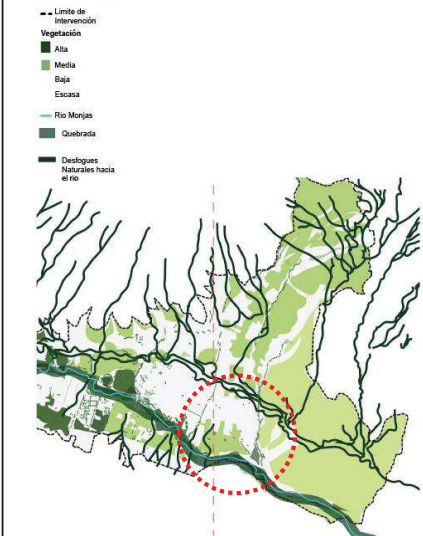 Limite de
Intervención
Vegetación
Alta
Media
Baja
Escasa
Rio Monjas
Quebrada
Desfogues
Naturales hacia
el rio